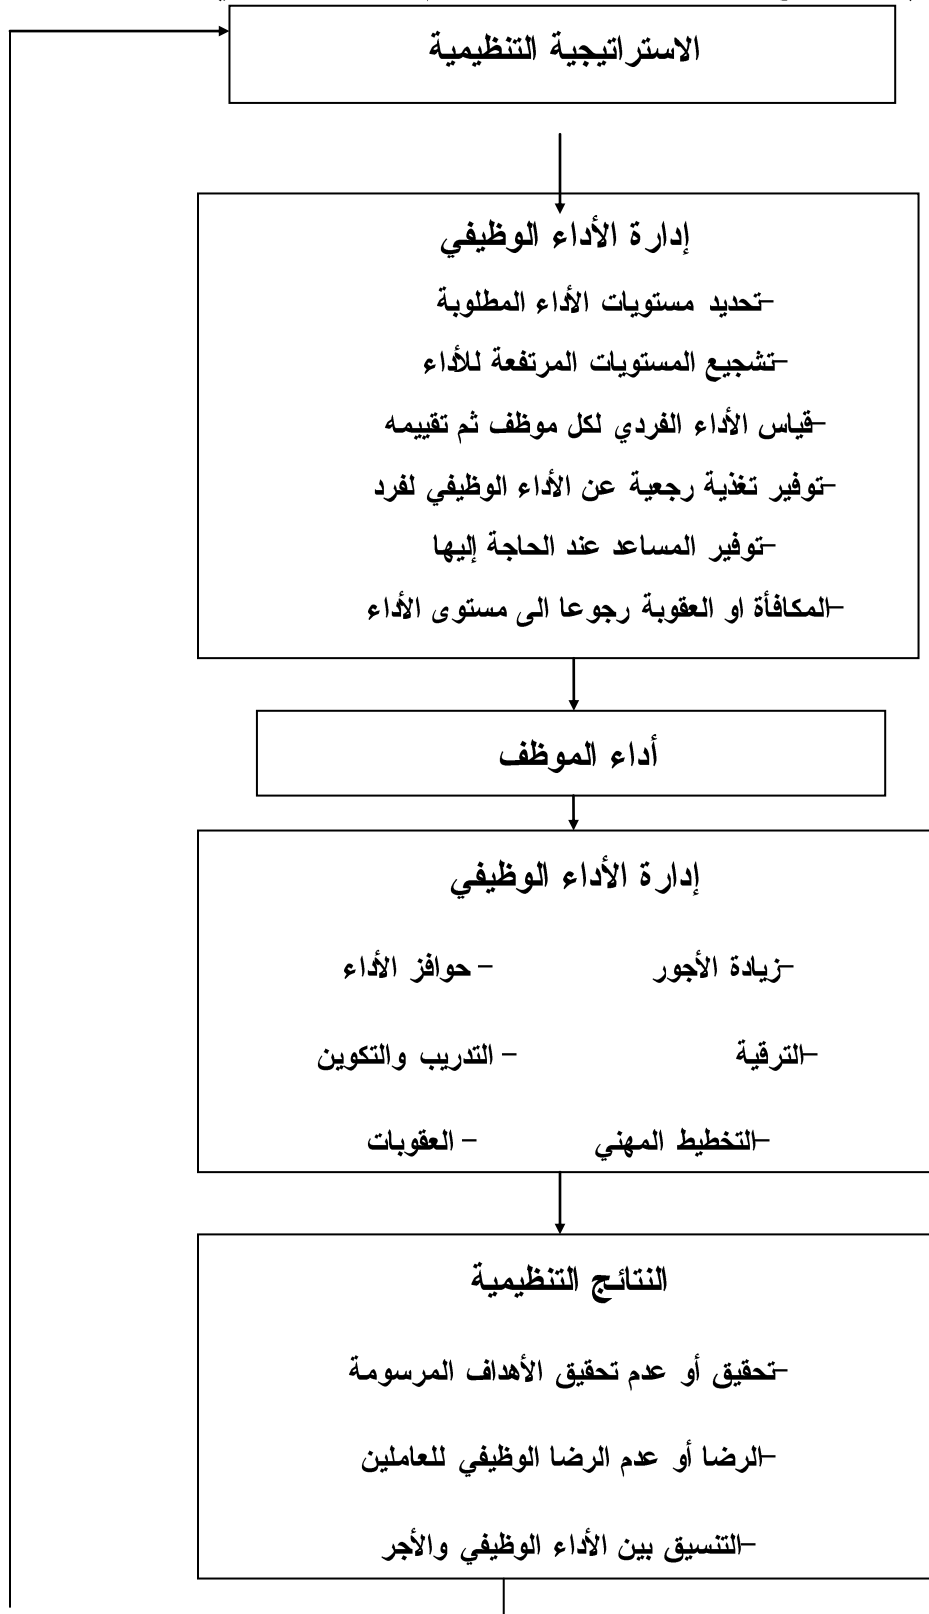 الاستراتيجية التنظيمية
إدارة الأداء الوظيفي
-تحديد مستويات الأداء المطلوبة
-تشجيع المستويات المرتفعة للأداء
-قياس الأداء الفردي لكل موظف ثم تقييمه
-توفير تغذية رجعية عن الأداء الوظيفي لفرد
-توفير المساعد عند الحاجة إليها
-المكافأة او العقوبة رجوعا الى مستوى الأداء
أداء الموظف
إدارة الأداء الوظيفي
-زيادة الأجور - حوافز الأداء
-الترقية - التدريب والتكوين
-التخطيط المهني - العقوبات
النتائج التنظيمية
-تحقيق أو عدم تحقيق الأهداف المرسومة
-الرضا أو عدم الرضا الوظيفي للعاملين
-التنسيق بين الأداء الوظيفي والأجر